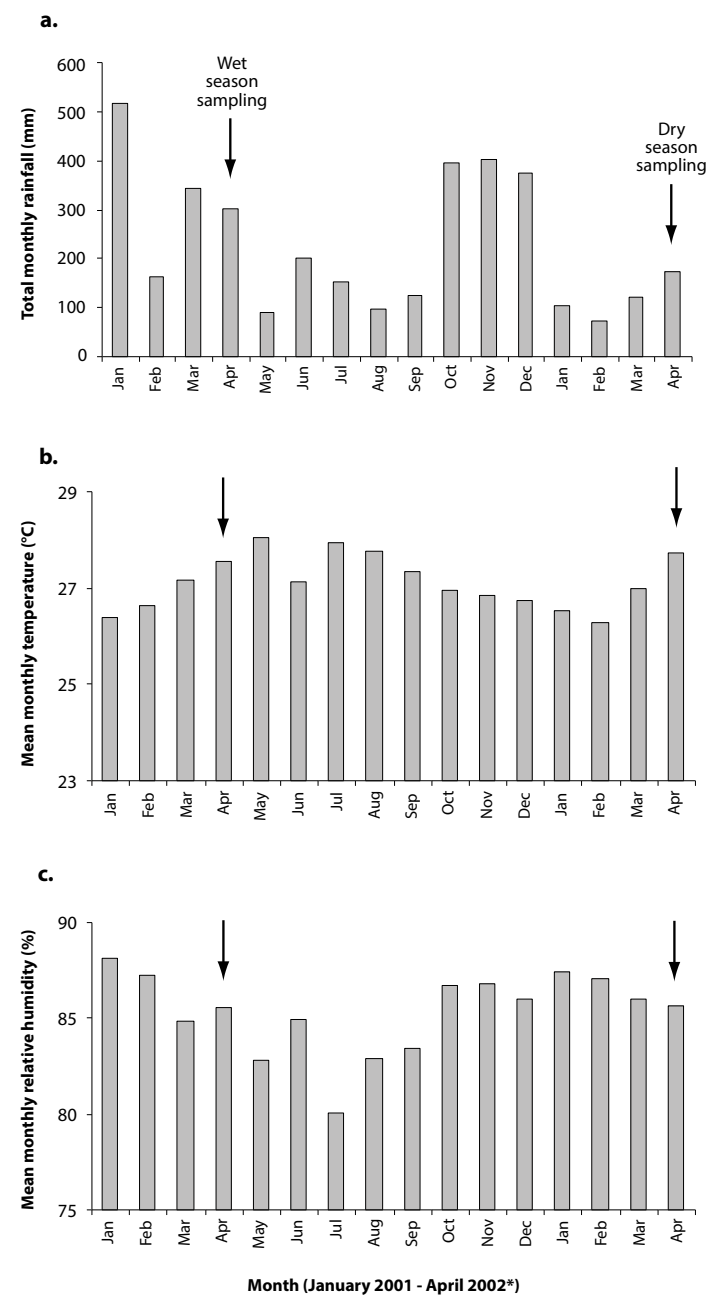 a.
Total monthly rainfall (mm)
600
500
400
300
200
100
0
Wet
season
sampling
Dry
season
sampling
Jan
Feb
Mar
Apr
May
Jun
Jul
Aug
Sep
Oct
Nov
Dec
Jan
Feb
Mar
Apr
b.
Mean monthly temperature (°C)
29
27
25
23
Jan
Feb
Mar
Apr
May
Jun
Jul
Aug
Sep
Oct
Nov
Dec
Jan
Feb
Mar
Apr
c.
Mean monthly relative humidity (%)
90
85
80
75
Jan
Feb
Mar
Apr
May
Jun
Jul
Aug
Sep
Oct
Nov
Dec
Jan
Feb
Mar
Apr
Month (January 2001 - April 2002*)